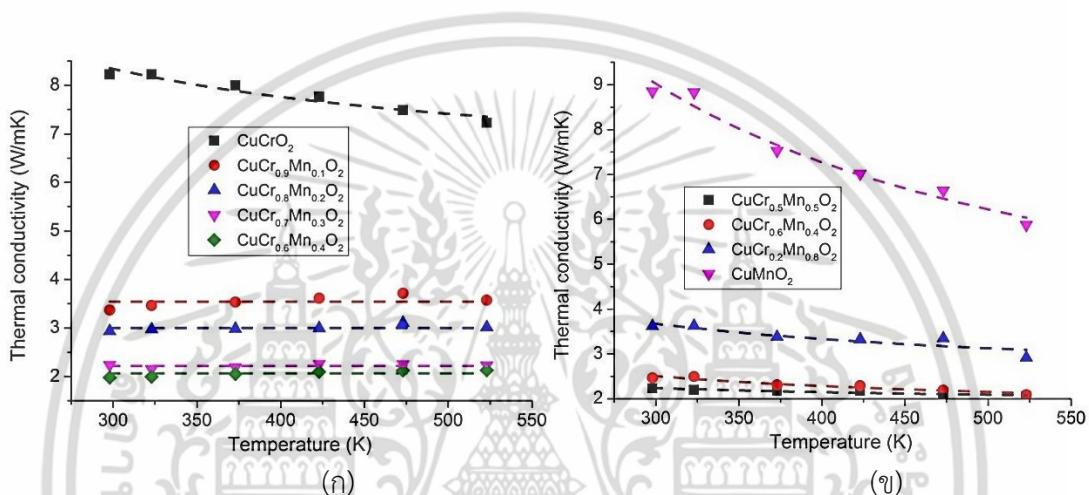 8
7
6
5
4
3
2
300
350
400
450
500
550
Thermal conductivity (W/mK)
Temperature (K)
CuCrO₂
CuCr₀.₉Mn₀.₁O₂
CuCr₀.₈Mn₀.₂O₂
CuCr₀.₇Mn₀.₃O₂
CuCr₀.₆Mn₀.₄O₂
(ก)
9
8
7
6
5
4
3
2
300
350
400
450
500
550
Thermal conductivity (W/mK)
Temperature (K)
CuCr₀.₅Mn₀.₅O₂
CuCr₀.₆Mn₀.₄O₂
CuCr₀.₂Mn₀.₈O₂
CuMnO₂
(ข)